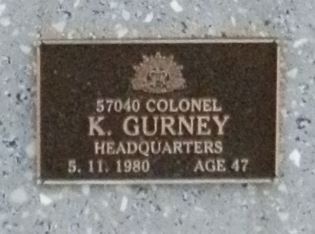 57040 COLONEL
K. GURNEY
HEADQUARTERS
5. 11. 1980 AGE 47